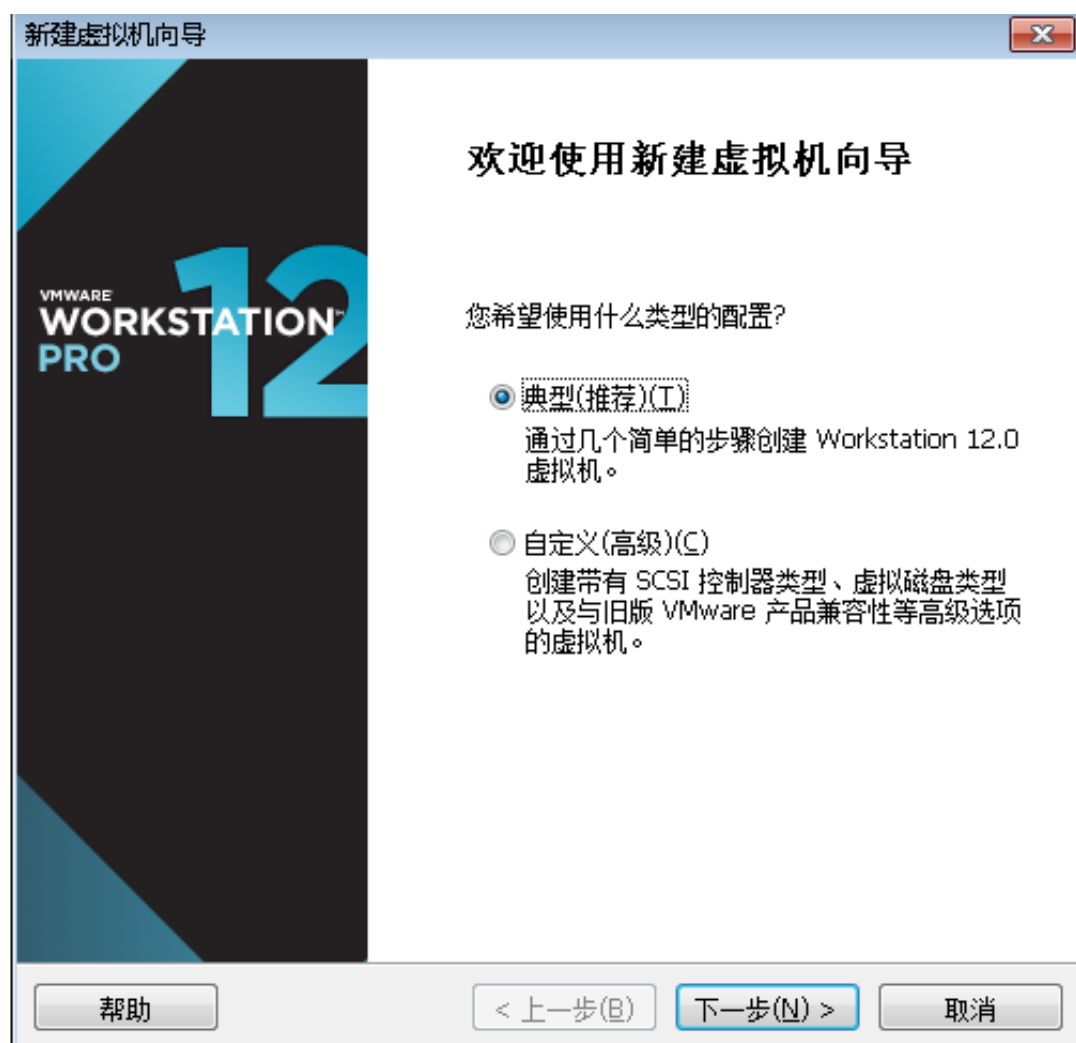 新建虚拟机向导
欢迎使用新建虚拟机向导
VMWARE
WORKSTATION™
PRO
12
您希望使用什么类型的配置?
典型(推荐)(T)
通过几个简单的步骤创建 Workstation 12.0
虚拟机。
自定义(高级)(C)
创建带有 SCSI 控制器类型、虚拟磁盘类型
以及与旧版 VMware 产品兼容性等高级选项
的虚拟机。
帮助
< 上一步(B)
下一步(N) >
取消